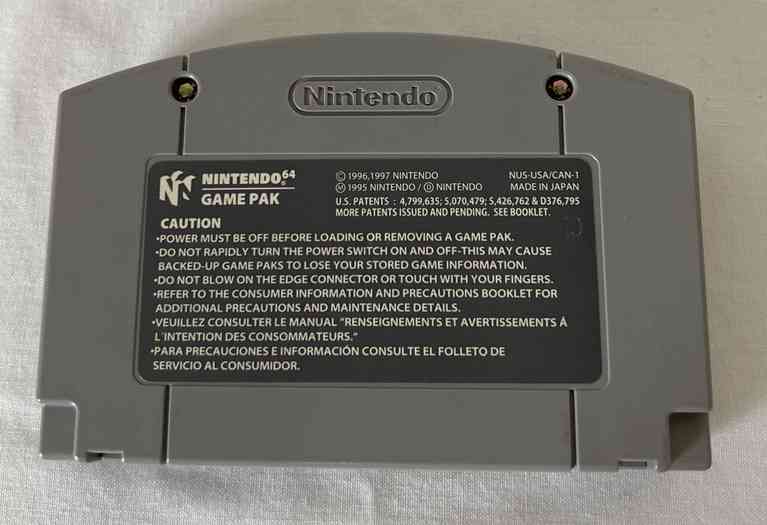 Nintendo
NINTENDO64
GAME PAK
© 1996,1997 NINTENDO
Ⓜ 1995 NINTENDO / Ⓓ NINTENDO
NUS-USA/CAN-1
MADE IN JAPAN
U.S. PATENTS : 4,799,635; 5,070,479; 5,426,762 & D376,795
MORE PATENTS ISSUED AND PENDING. SEE BOOKLET.
CAUTION
•POWER MUST BE OFF BEFORE LOADING OR REMOVING A GAME PAK.
•DO NOT RAPIDLY TURN THE POWER SWITCH ON AND OFF-THIS MAY CAUSE
BACKED-UP GAME PAKS TO LOSE YOUR STORED GAME INFORMATION.
•DO NOT BLOW ON THE EDGE CONNECTOR OR TOUCH WITH YOUR FINGERS.
•REFER TO THE CONSUMER INFORMATION AND PRECAUTIONS BOOKLET FOR
ADDITIONAL PRECAUTIONS AND MAINTENANCE DETAILS.
•VEUILLEZ CONSULTER LE MANUAL "RENSEIGNEMENTS ET AVERTISSEMENTS À
L'INTENTION DES CONSOMMATEURS."
•PARA PRECAUCIONES E INFORMACIÓN CONSULTE EL FOLLETO DE
SERVICIO AL CONSUMIDOR.